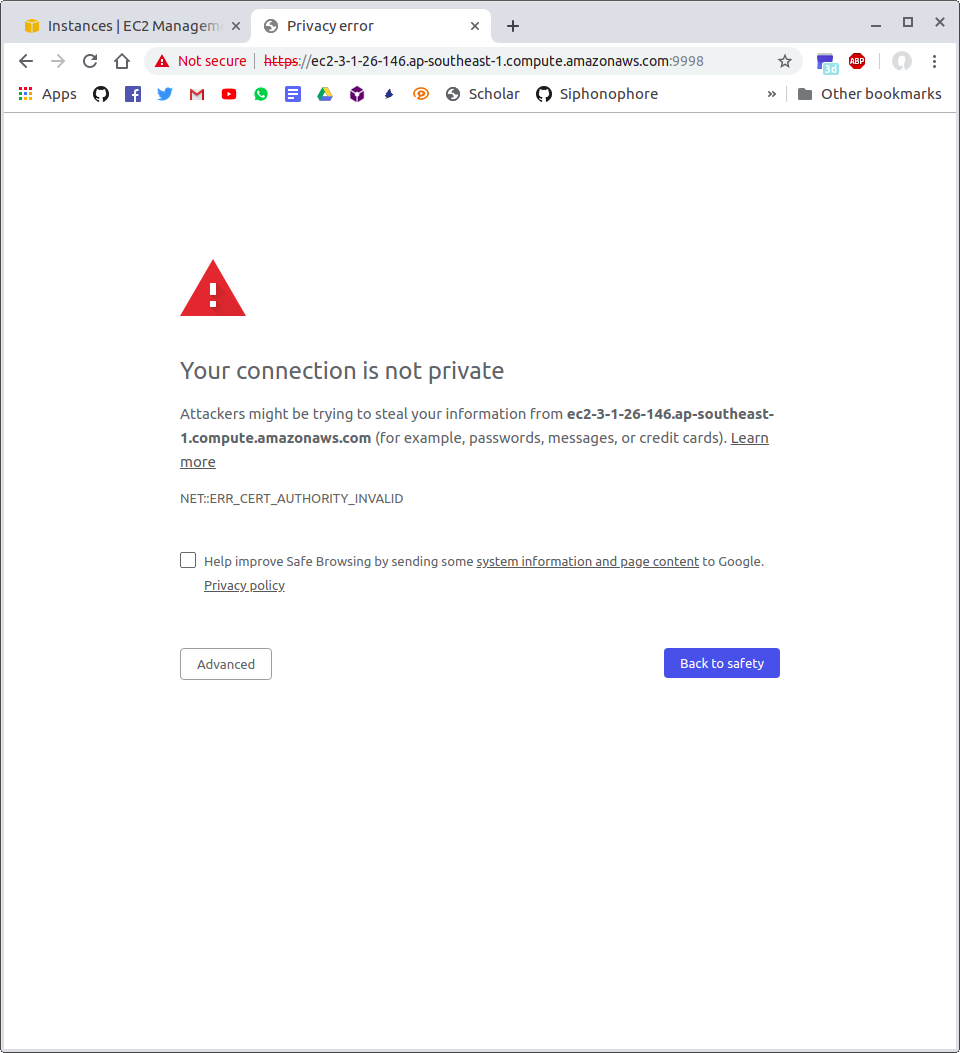 Instances | EC2 Managem
Privacy error
Not secure
https://ec2-3-1-26-146.ap-southeast-1.compute.amazonaws.com:9998
3d
ABP
Apps
Scholar
Siphonophore
»
Other bookmarks
Your connection is not private
Attackers might be trying to steal your information from ec2-3-1-26-146.ap-southeast-
1.compute.amazonaws.com (for example, passwords, messages, or credit cards). Learn
more
NET::ERR_CERT_AUTHORITY_INVALID
Help improve Safe Browsing by sending some system information and page content to Google.
Privacy policy
Advanced
Back to safety